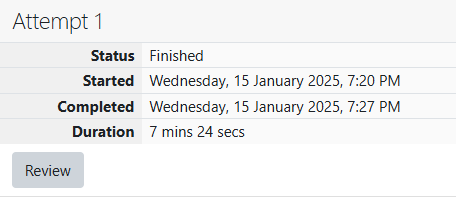 Attempt 1
Status Finished
Started Wednesday, 15 January 2025, 7:20 PM
Completed Wednesday, 15 January 2025, 7:27 PM
Duration 7 mins 24 secs
Review